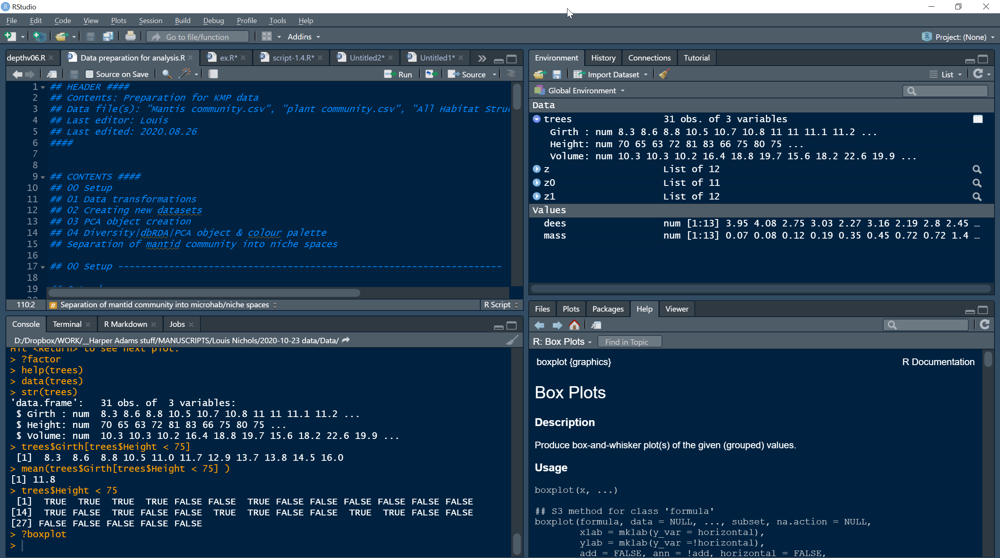 RStudio
File Edit Code View Plots Session Build Debug Profile Tools Help
Go to file/function Addins Project: (None)
depthv06.R Data preparation for analysis.R ex.R* script-1.4.R* Untitled2* Untitled1*
Source on Save Run Source
1 ## HEADER ####
2 ## Contents: Preparation for KMP data
3 ## Data file(s): "Mantis community.csv", "plant community.csv", "All Habitat Stru
4 ## Last editor: Louis
5 ## Last edited: 2020.08.26
6 ####
7
8
9 ## CONTENTS ####
10 ## 00 Setup
11 ## 01 Data transformations
12 ## 02 Creating new datasets
13 ## 03 PCA object creation
14 ## 04 Diversity|dbRDA|PCA object & colour palette
15 ## Separation of mantid community into niche spaces
16
17 ## 00 Setup --------------------------------------------------------------------
18
19
110:2 # Separation of mantid community into microhab/niche spaces R Script
Console Terminal R Markdown Jobs
D:/Dropbox/WORK/__Harper Adams stuff/MANUSCRIPTS/Louis Nichols/2020-10-23 data/Data/
Hit <Return> to see next plot:
> ?factor
> help(trees)
> data(trees)
> str(trees)
'data.frame':   31 obs. of  3 variables:
 $ Girth : num  8.3 8.6 8.8 10.5 10.7 10.8 11 11 11.1 11.2 ...
 $ Height: num  70 65 63 72 81 83 66 75 80 75 ...
 $ Volume: num  10.3 10.3 10.2 16.4 18.8 19.7 15.6 18.2 22.6 19.9 ...
> trees$Girth[trees$Height < 75]
 [1]  8.3  8.6  8.8 10.5 11.0 11.7 12.9 13.7 13.8 14.5 16.0
> mean(trees$Girth[trees$Height < 75] )
[1] 11.8
> trees$Height < 75
 [1]  TRUE  TRUE  TRUE  TRUE FALSE FALSE  TRUE FALSE FALSE FALSE FALSE FALSE FALSE
[14]  TRUE FALSE  TRUE FALSE FALSE  TRUE  TRUE FALSE FALSE  TRUE  TRUE FALSE FALSE
[27] FALSE FALSE FALSE FALSE FALSE
> ?boxplot
>
Environment History Connections Tutorial
Import Dataset List
Global Environment
Data
trees 31 obs. of 3 variables
Girth : num 8.3 8.6 8.8 10.5 10.7 10.8 11 11 11.1 11.2 ...
Height: num 70 65 63 72 81 83 66 75 80 75 ...
Volume: num 10.3 10.3 10.2 16.4 18.8 19.7 15.6 18.2 22.6 19.9 ...
z List of 12
z0 List of 11
z1 List of 12
Values
dees num [1:13] 3.95 4.08 2.75 3.03 2.27 3.16 2.19 2.8 2.45 …
mass num [1:13] 0.07 0.08 0.12 0.19 0.35 0.45 0.72 0.72 1.4 …
Files Plots Packages Help Viewer
R: Box Plots Find in Topic
boxplot {graphics} R Documentation
Box Plots
Description
Produce box-and-whisker plot(s) of the given (grouped) values.
Usage
boxplot(x, ...)
## S3 method for class 'formula'
boxplot(formula, data = NULL, ..., subset, na.action = NULL,
        xlab = mklab(y_var = horizontal),
        ylab = mklab(y_var =!horizontal),
        add = FALSE, ann = !add, horizontal = FALSE,